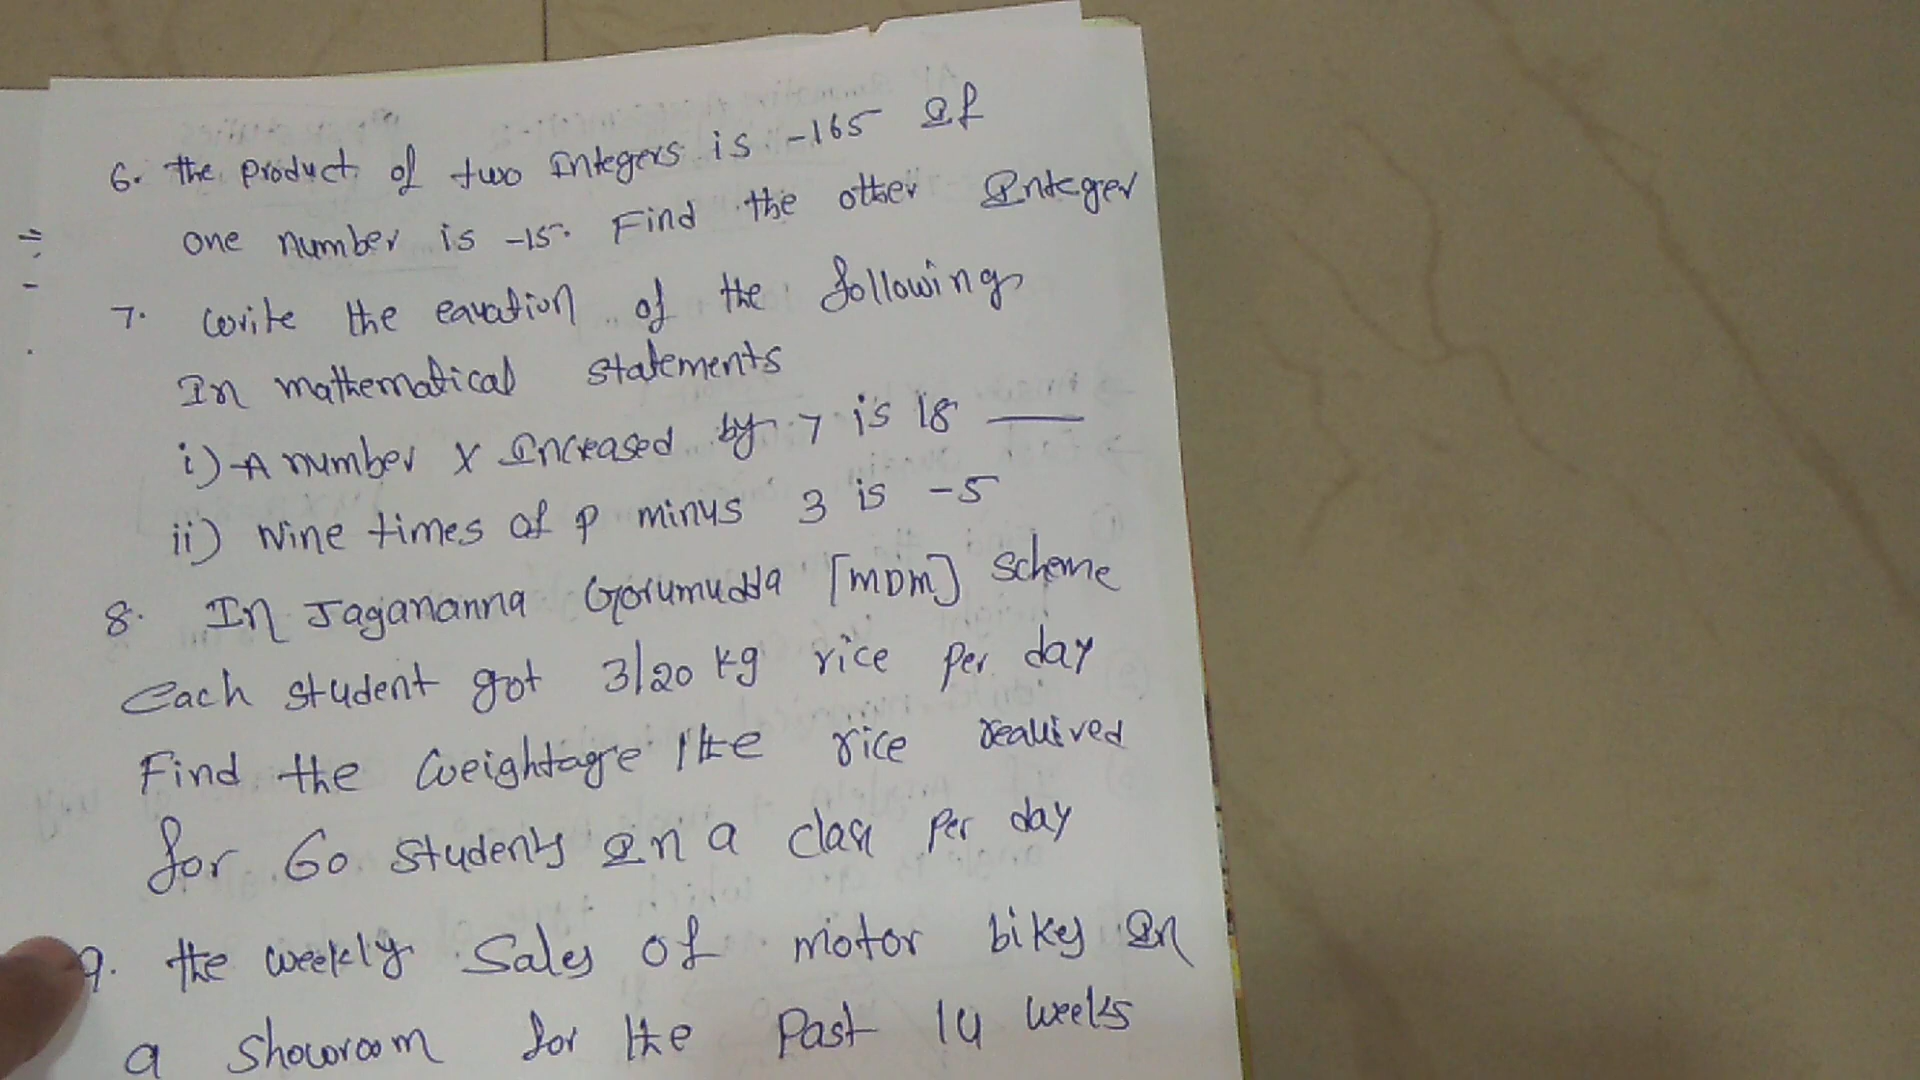 6. the product of two Integers is -165 If
one number is -15. Find the other Integer
7. write the eauation of the followings
In mathematical statements
i) A number x Increased by 7 is 18 ___
ii) Nine times of p minus 3 is -5
8. In Jagananna Gorumudda [MDM] scheme
each student got 3/20 kg rice per day
Find the weightage the rice reauired
for 60 students In a class per day
9. the weekly sales of motor bikes In
a showroom for the past 14 weeks